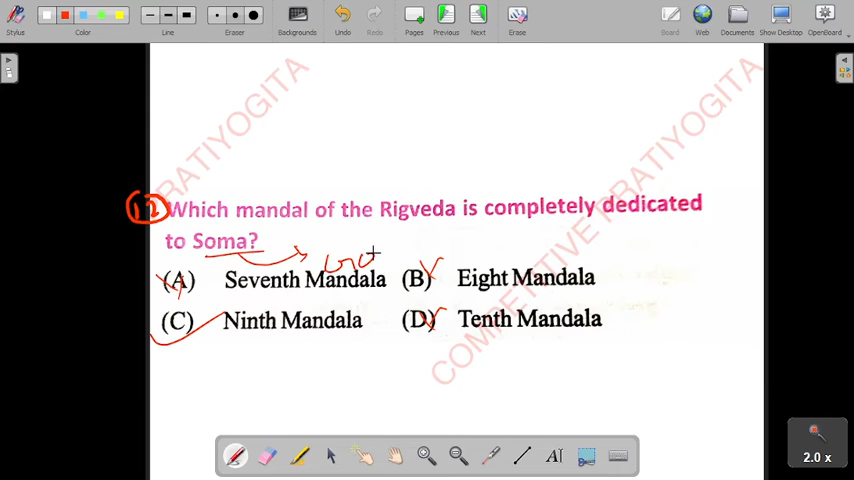 Stylus
Color
Line
Eraser
Backgrounds
Undo
Redo
Pages
Previous
Next
Erase
Board
Web
Documents
Show Desktop
OpenBoard
COMPETITIVE PRATIYOGITA
12 Which mandal of the Rigveda is completely dedicated
to Soma?
God
(A) Seventh Mandala (B) Eight Mandala
(C) Ninth Mandala (D) Tenth Mandala
2.0 x